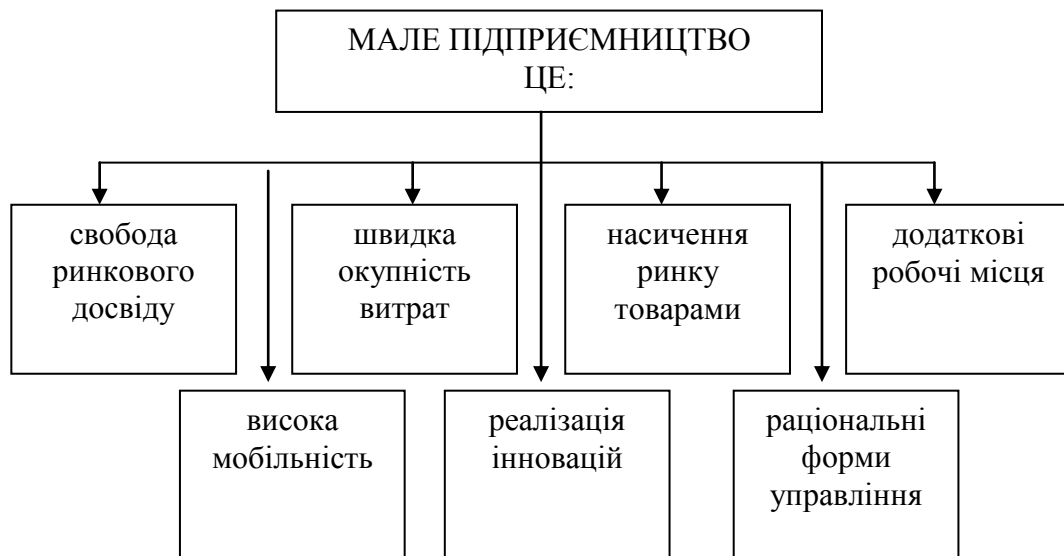 МАЛЕ ПІДПРИЄМНИЦТВО
ЦЕ:
свобода
ринкового
досвіду
швидка
окупність
витрат
насичення
ринку
товарами
додаткові
робочі місця
висока
мобільність
реалізація
інновацій
раціональні
форми
управління